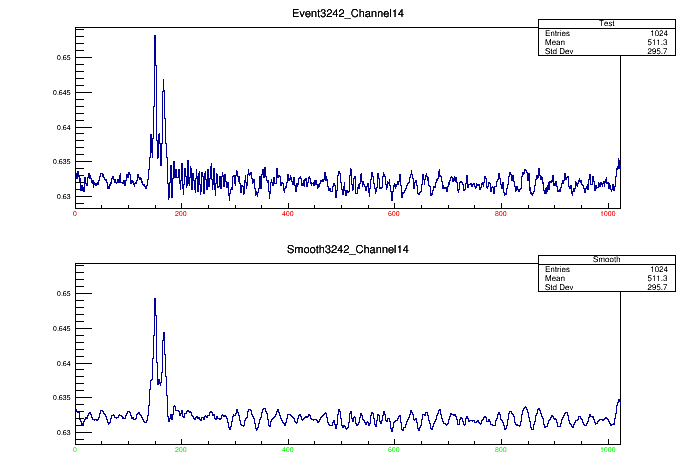 Event3242_Channel14
Test
Entries 1024
Mean 511.3
Std Dev 295.7
0.65
0.645
0.64
0.635
0.63
0 200 400 600 800 1000
Smooth3242_Channel14
Smooth
Entries 1024
Mean 511.3
Std Dev 295.7
0.65
0.645
0.64
0.635
0.63
0 200 400 600 800 1000